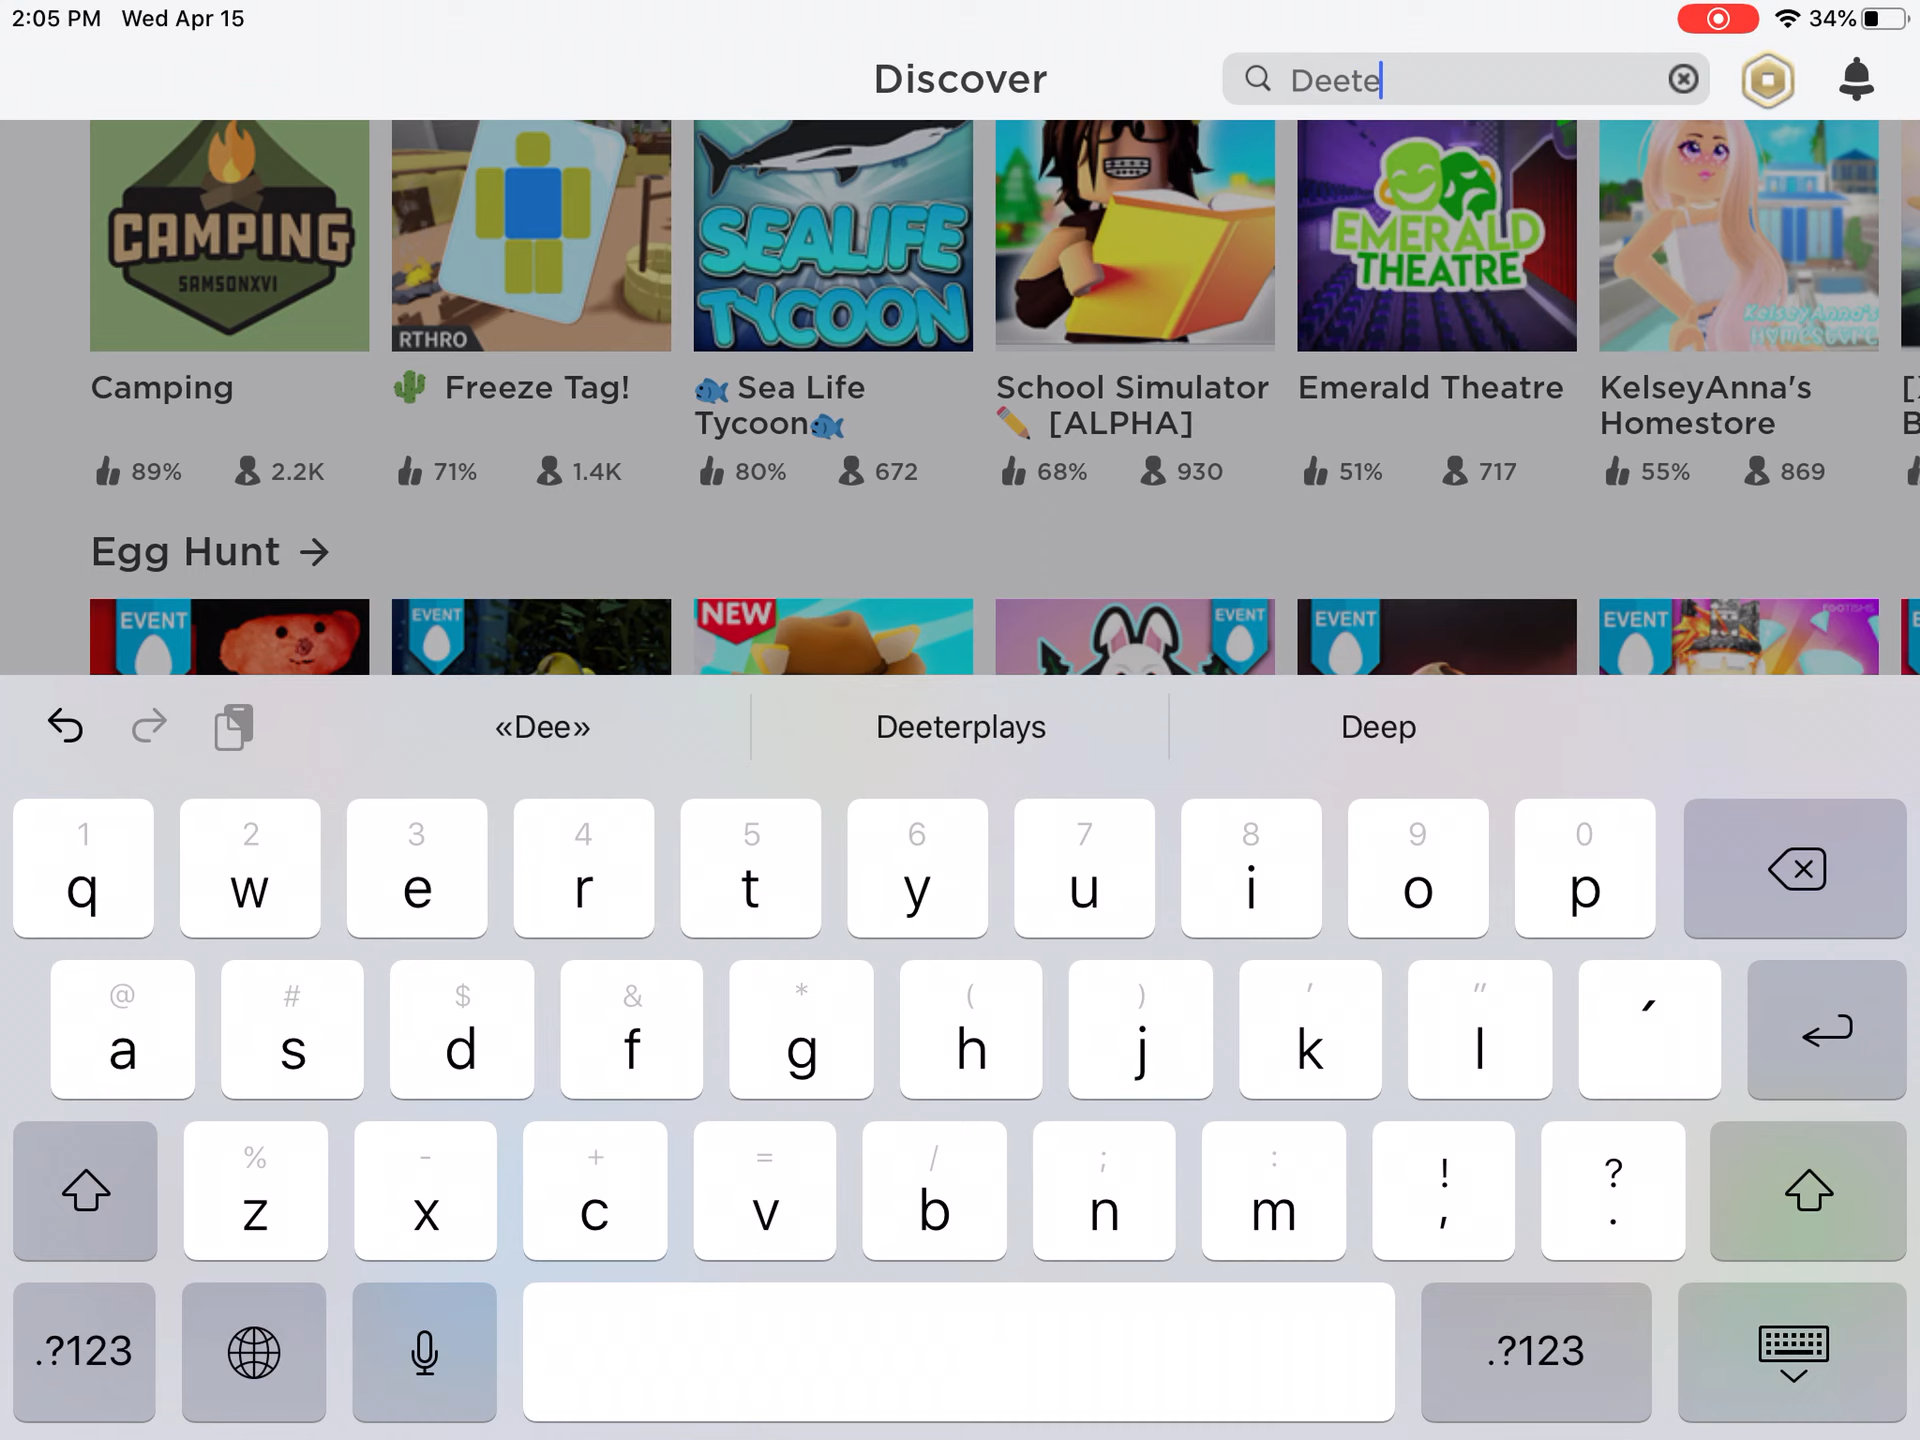 2:05 PM Wed Apr 15
34%
Discover
Deete
CAMPING
SAMSONXVI
RTHRO
SEALIFE
TYCOON
EMERALD
THEATRE
KelseyAnna's
Homestore
Camping
🌵 Freeze Tag!
🐟 Sea Life
Tycoon🐟
School Simulator
✏️ [ALPHA]
Emerald Theatre
KelseyAnna's
Homestore
89% 2.2K
71% 1.4K
80% 672
68% 930
51% 717
55% 869
Egg Hunt →
EVENT
EVENT
NEW
EVENT
EVENT
EVENT
«Dee» Deeterplays Deep
1 2 3 4 5 6 7 8 9 0
q w e r t y u i o p
@ # $ & * ( ) ' "
a s d f g h j k l ´
% - + = / ; : ! ?
z x c v b n m , .
.?123 .?123